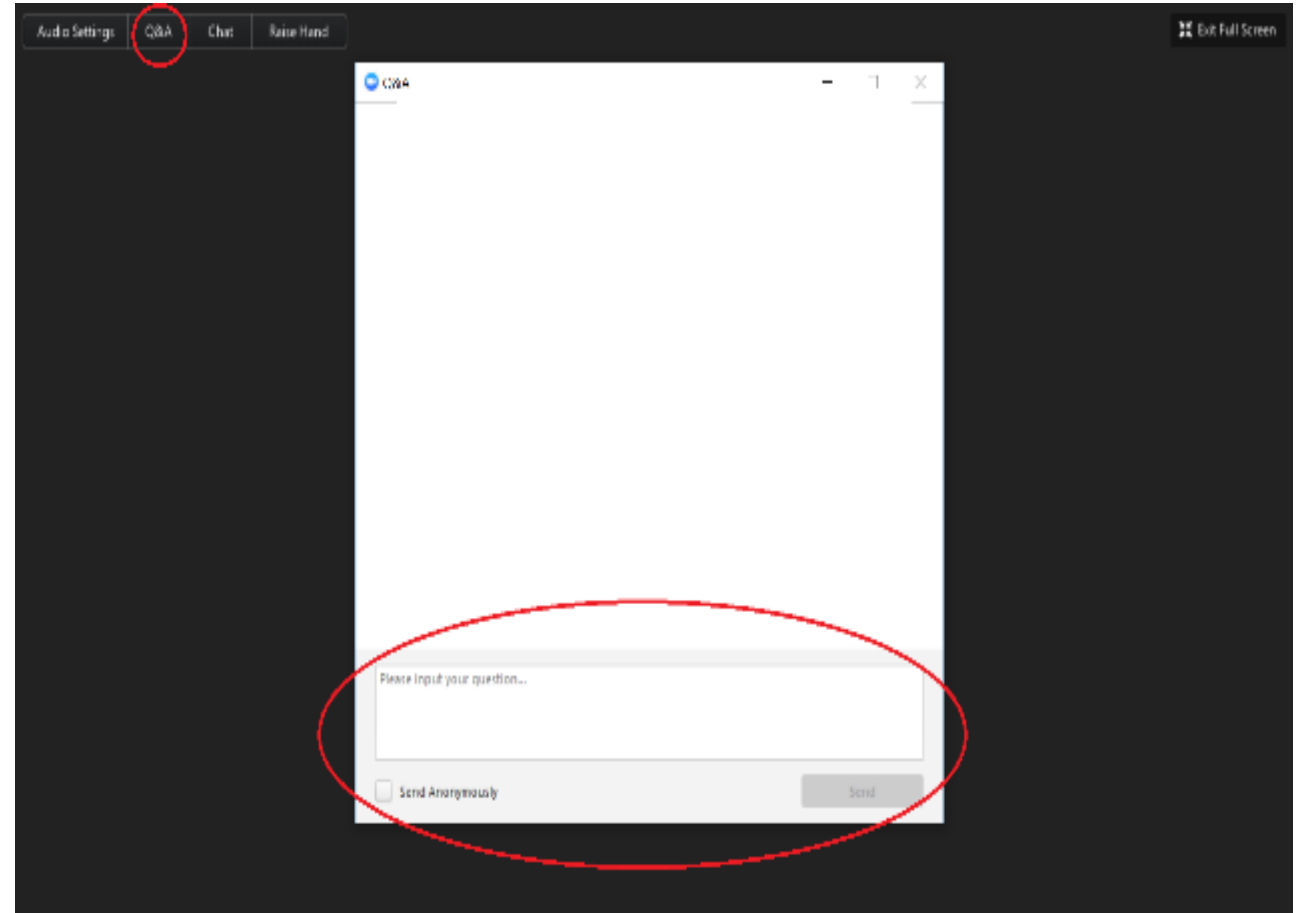 Audio Settings Q&A Chat Raise Hand Exit Full Screen
Q&A
Please input your question...
Send Anonymously Send